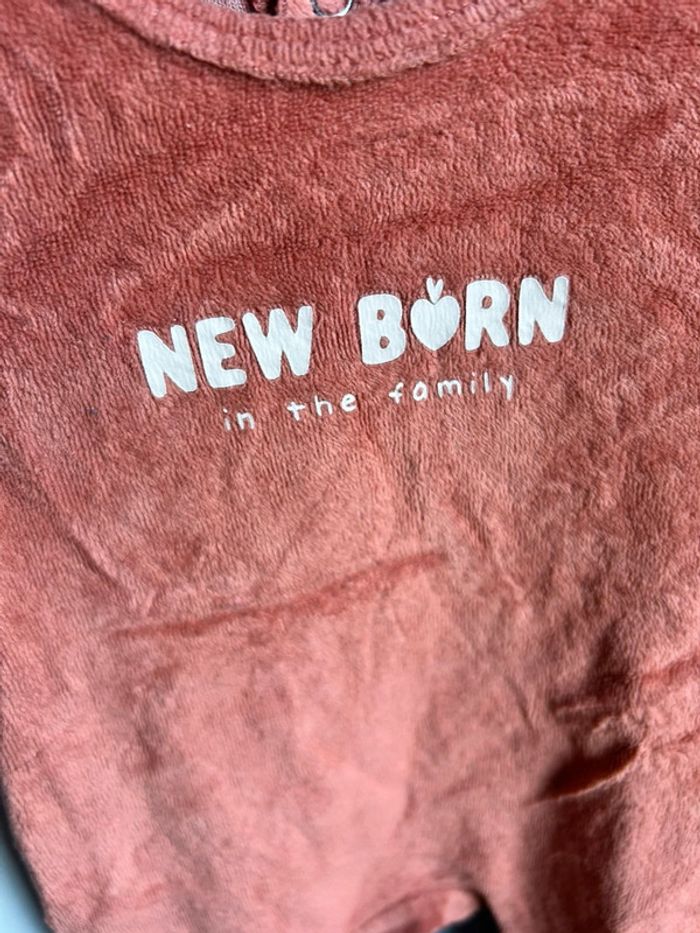 NEW BORN
in the family